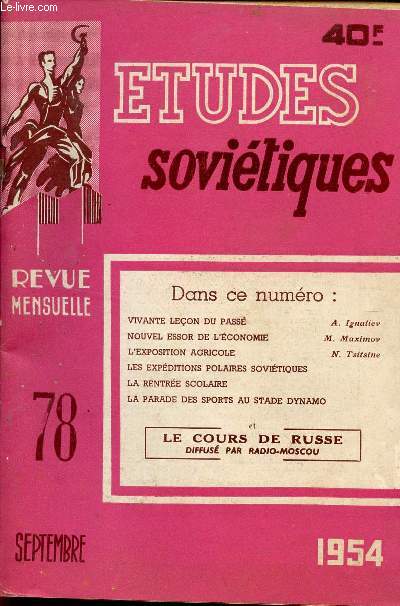 Le-livre.com
40F
ETUDES
soviétiques
REVUE
MENSUELLE
78
SEPTEMBRE
Dans ce numéro :
VIVANTE LEÇON DU PASSÉ A. Ignatiev
NOUVEL ESSOR DE L'ÉCONOMIE M. Maximov
L'EXPOSITION AGRICOLE N. Tsitsine
LES EXPÉDITIONS POLAIRES SOVIÉTIQUES
LA RENTRÉE SCOLAIRE
LA PARADE DES SPORTS AU STADE DYNAMO
et
LE COURS DE RUSSE
DIFFUSÉ PAR RADIO-MOSCOU
1954